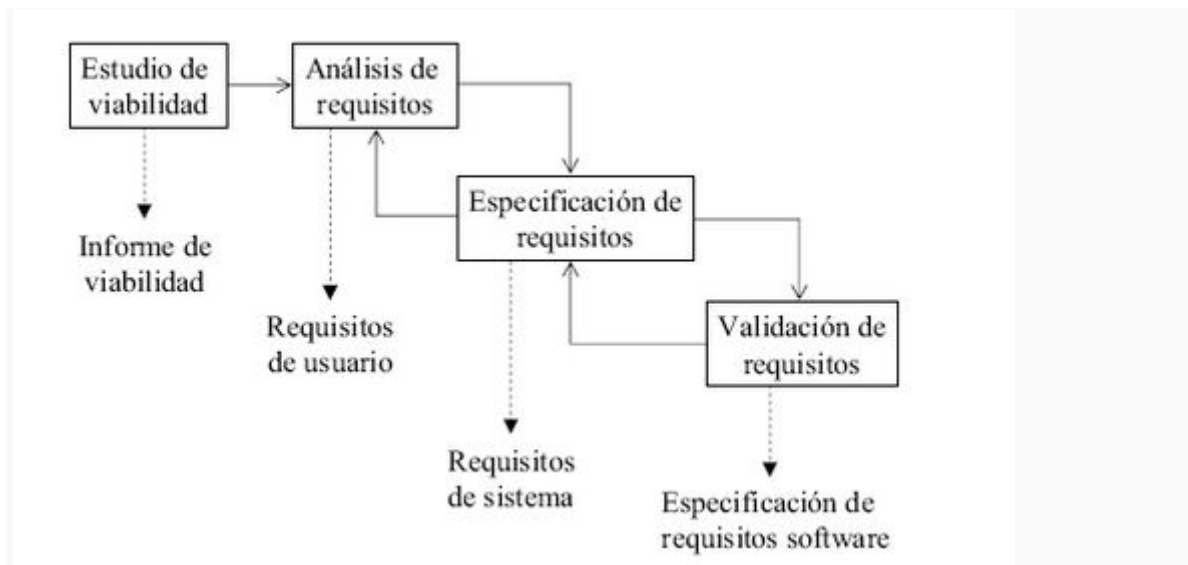 Estudio de
viabilidad
Análisis de
requisitos
Especificación de
requisitos
Informe de
viabilidad
Validación de
requisitos
Requisitos
de usuario
Requisitos
de sistema
Especificación de
requisitos software